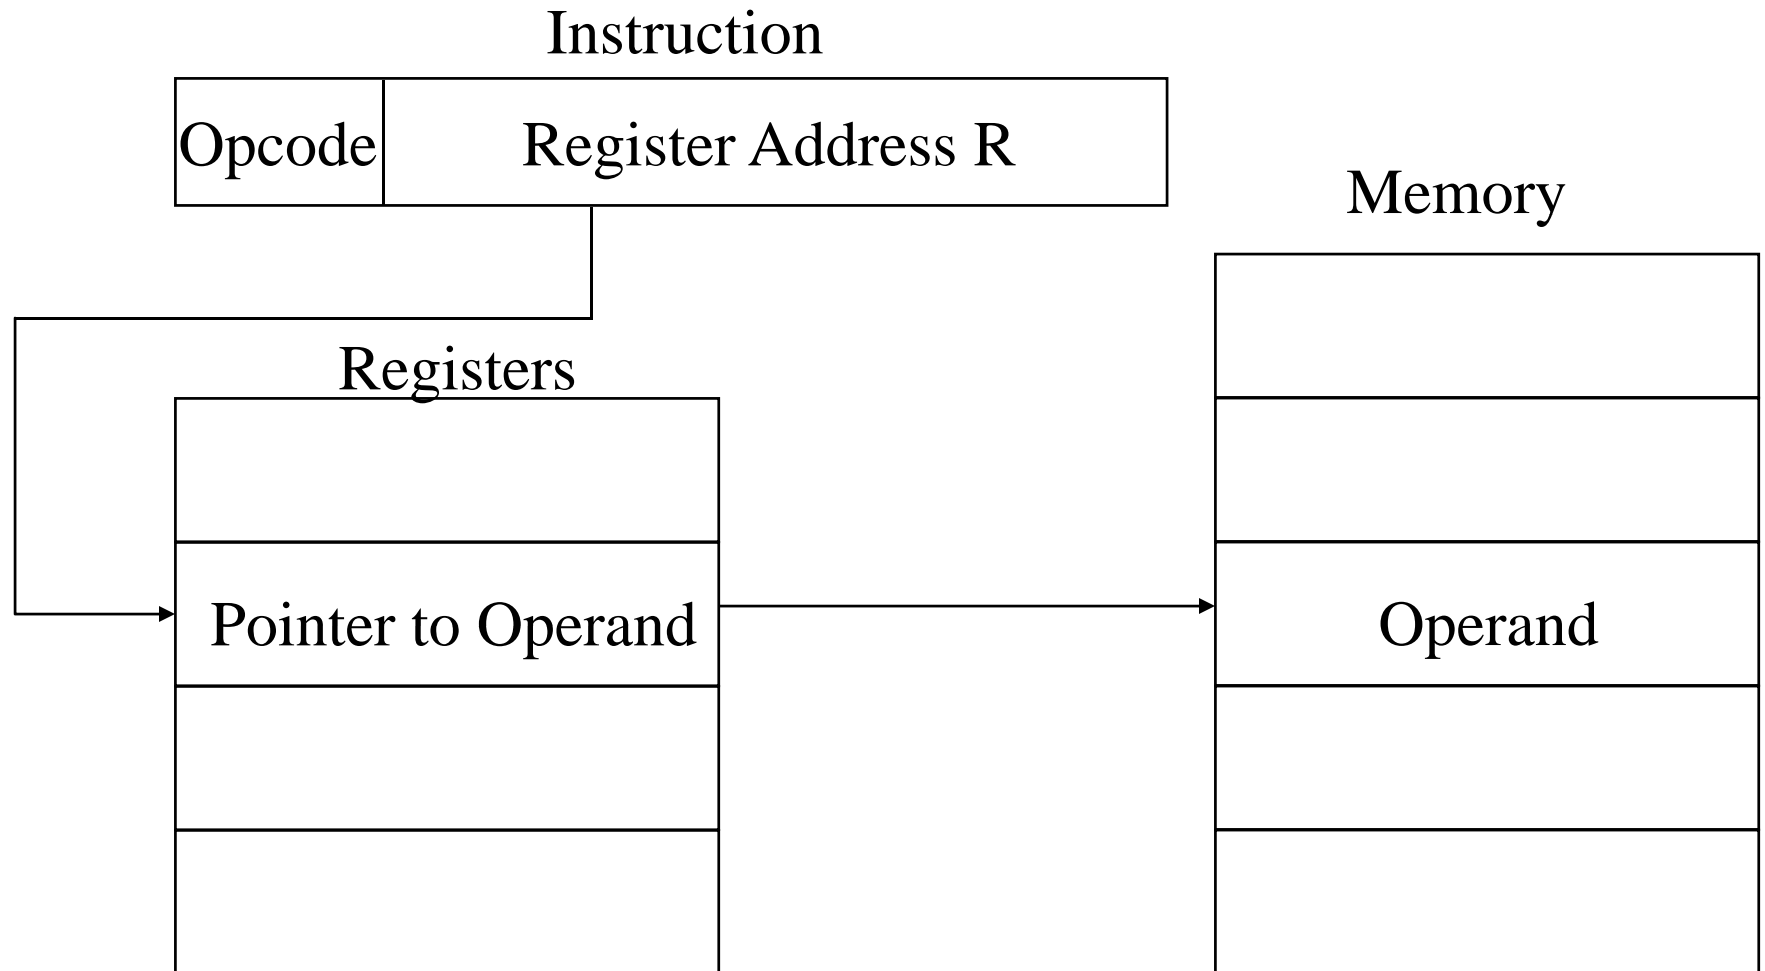 Instruction
Opcode Register Address R
Memory
Registers
Pointer to Operand Operand